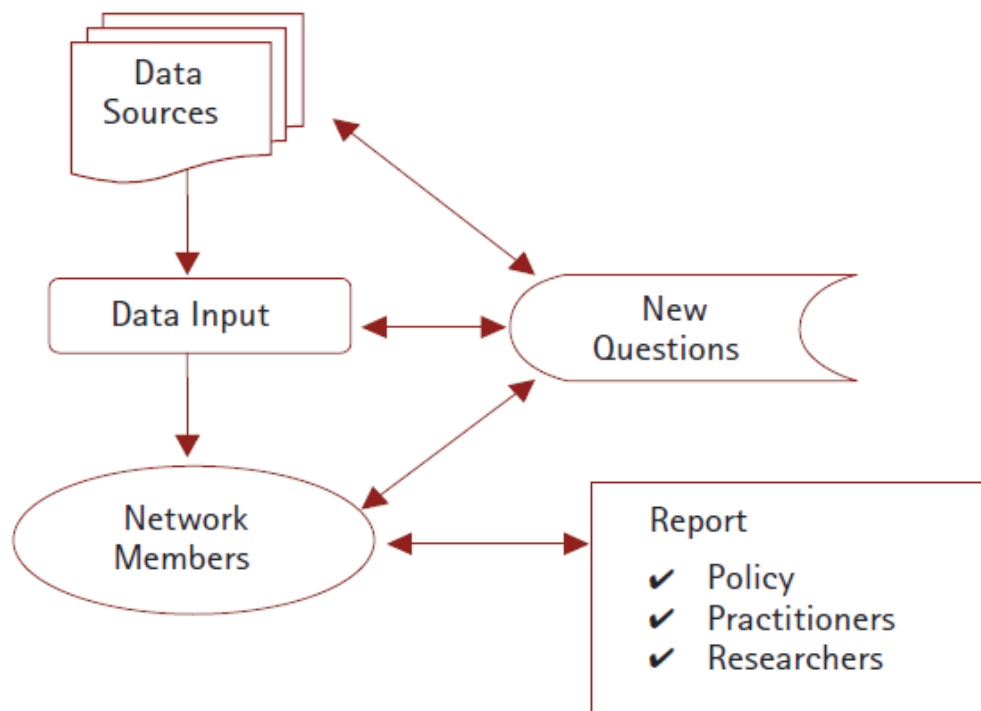 Data
Sources
Data Input
New
Questions
Network
Members
Report
✔ Policy
✔ Practitioners
✔ Researchers